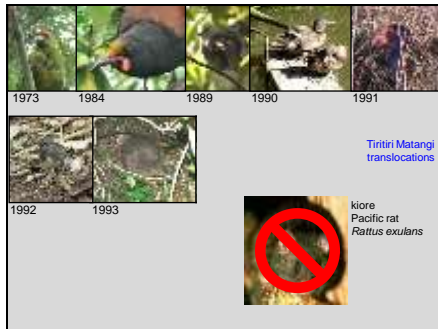 1973 1984 1989 1990 1991
Tiritiri Matangi
translocations
1992 1993
kiore
Pacific rat
Rattus exulans